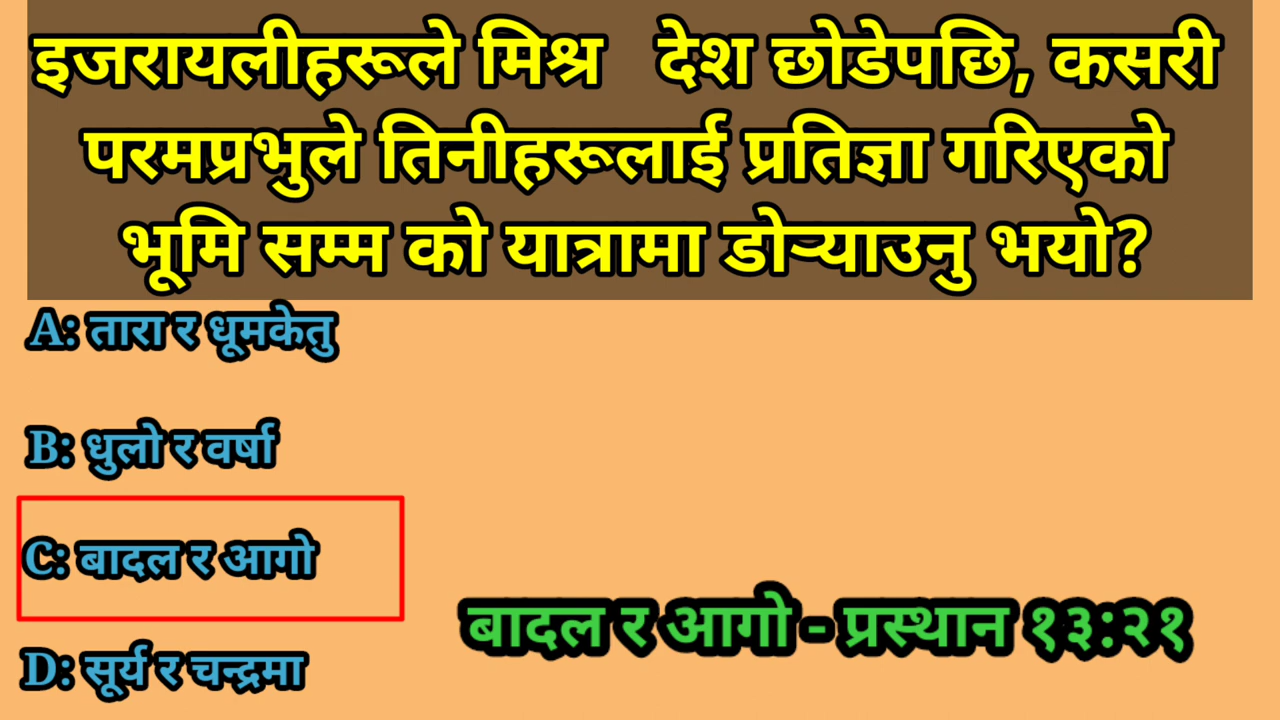 इजरायलीहरूले मिश्र देश छोडेपछि, कसरी
परमप्रभुले तिनीहरूलाई प्रतिज्ञा गरिएको
भूमि सम्म को यात्रामा डोऱ्याउनु भयो?
A: तारा र धूमकेतु
B: धुलो र वर्षा
C: बादल र आगो
बादल र आगो - प्रस्थान १३:२१
D: सूर्य र चन्द्रमा